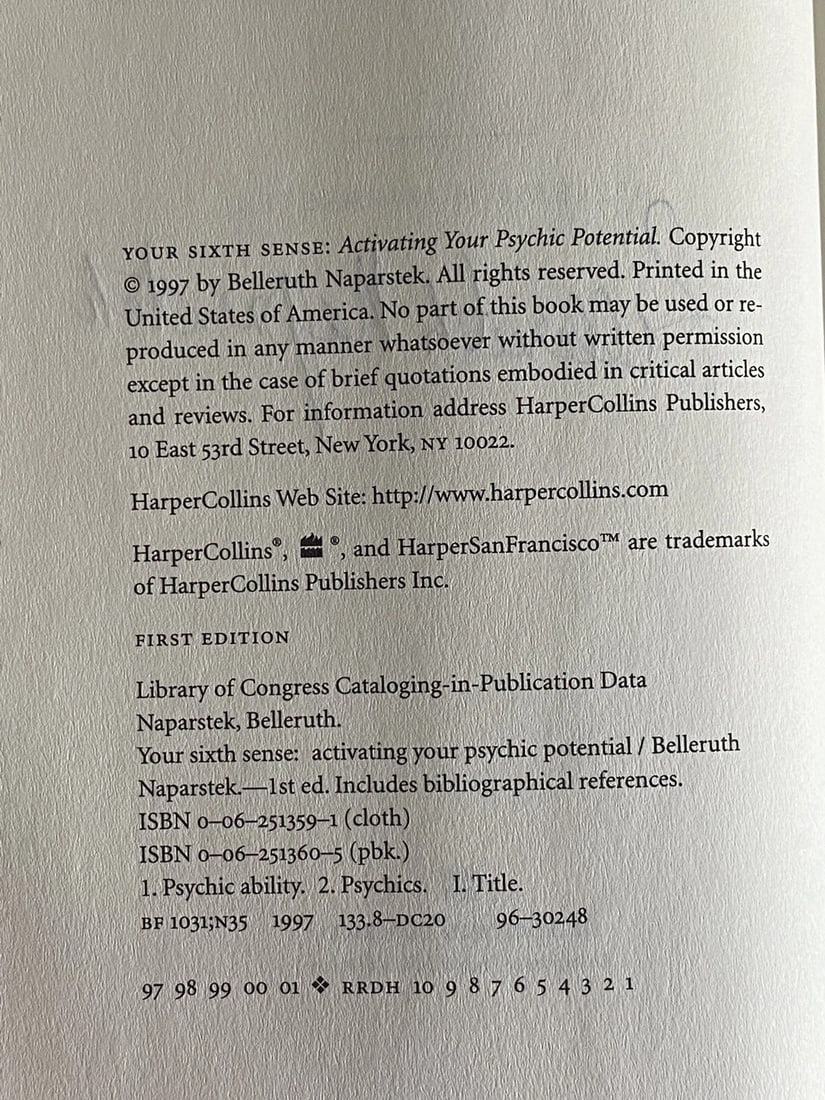 YOUR SIXTH SENSE: Activating Your Psychic Potential. Copyright
© 1997 by Belleruth Naparstek. All rights reserved. Printed in the
United States of America. No part of this book may be used or re-
produced in any manner whatsoever without written permission
except in the case of brief quotations embodied in critical articles
and reviews. For information address HarperCollins Publishers,
10 East 53rd Street, New York, NY 10022.
HarperCollins Web Site: http://www.harpercollins.com
HarperCollins®, ®, and HarperSanFrancisco™ are trademarks
of HarperCollins Publishers Inc.
FIRST EDITION
Library of Congress Cataloging-in-Publication Data
Naparstek, Belleruth.
Your sixth sense: activating your psychic potential / Belleruth
Naparstek.—1st ed. Includes bibliographical references.
ISBN 0–06–251359–1 (cloth)
ISBN 0–06–251360–5 (pbk.)
1. Psychic ability. 2. Psychics. I. Title.
BF 1031;N35 1997 133.8–DC20 96–30248
97 98 99 00 01 ❖ RRDH 10 9 8 7 6 5 4 3 2 1